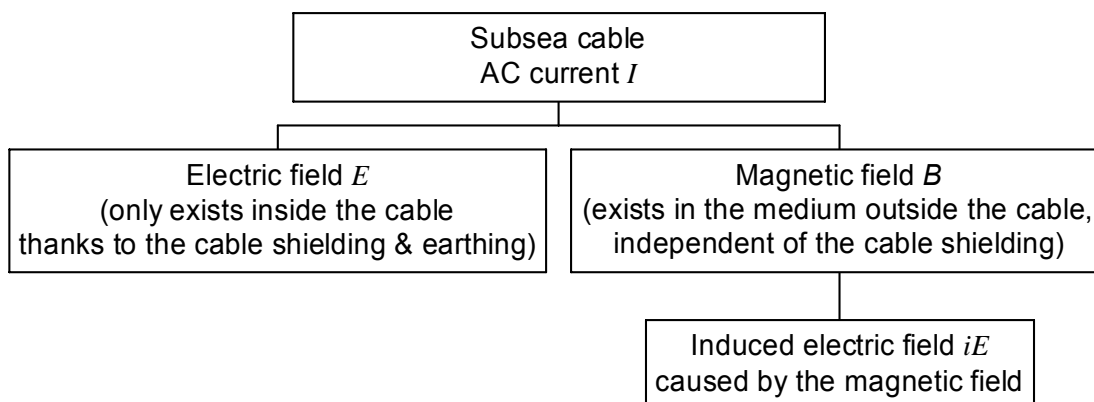 Subsea cable
AC current I
Electric field E
(only exists inside the cable
thanks to the cable shielding & earthing)
Magnetic field B
(exists in the medium outside the cable,
independent of the cable shielding)
Induced electric field iE
caused by the magnetic field